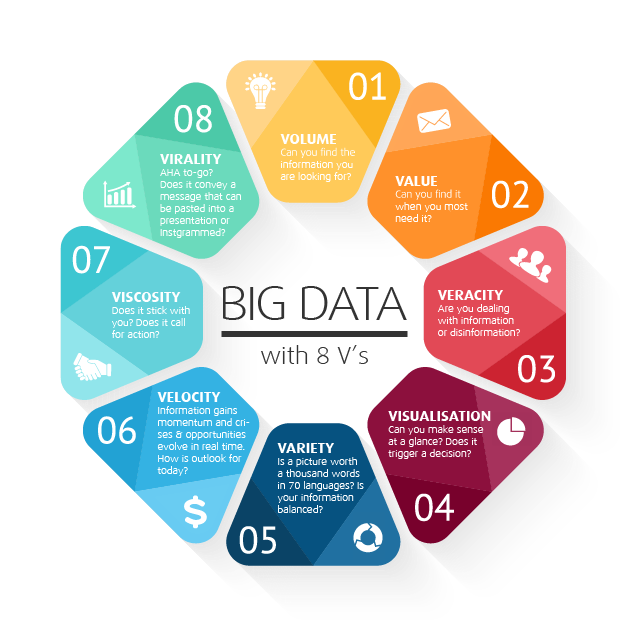 BIG DATA
with 8 V's
01
VOLUME
Can you find the
information you
are looking for?
VALUE
Can you find it
when you most
need it?
02
VERACITY
Are you dealing
with information
or disinformation?
03
VISUALISATION
Can you make sense
at a glance? Does it
trigger a decision?
04
VARIETY
Is a picture worth
a thousand words
in 70 languages? Is
your information
balanced?
05
VELOCITY
Information gains
momentum and cri-
ses & opportunities
evolve in real time.
How is outlook for
today?
06
$
07
VISCOSITY
Does it stick with
you? Does it call
for action?
08
VIRALITY
AHA to-go?
Does it convey a
message that can
be pasted into a
presentation or
Instgrammed?